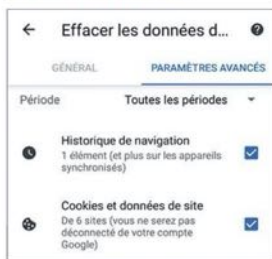 Effacer les données d...
GÉNÉRAL PARAMÈTRES AVANCÉS
Période Toutes les périodes
Historique de navigation
1 élément (et plus sur les appareils
synchronisés)
Cookies et données de site
De 6 sites (vous ne serez pas
déconnecté de votre compte
Google)